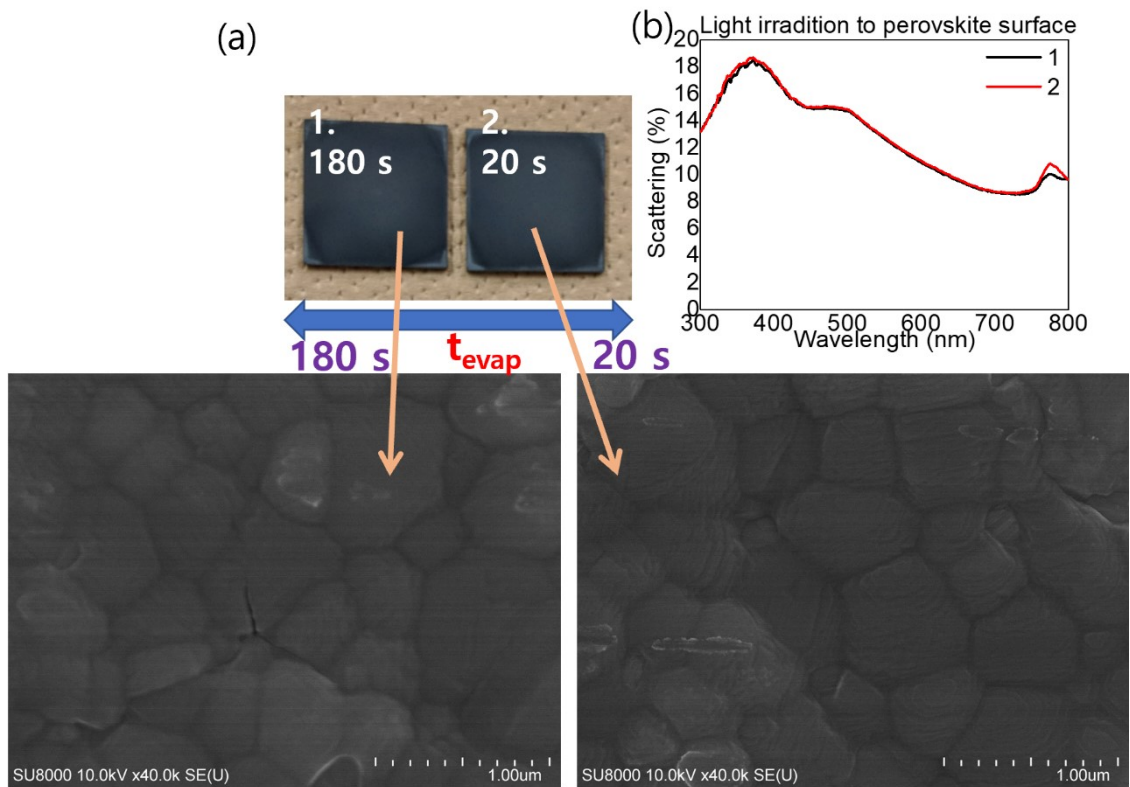 (a)
1.
180 s
2.
20 s
180 s
t_evap
20 s
(b)
Light irradition to perovskite surface
Scattering (%)
20
18
16
14
12
10
8
6
4
2
0
1
2
300
400
500
600
700
800
Wavelength (nm)
SU8000 10.0kV x40.0k SE(U)
1.00um
SU8000 10.0kV x40.0k SE(U)
1.00um